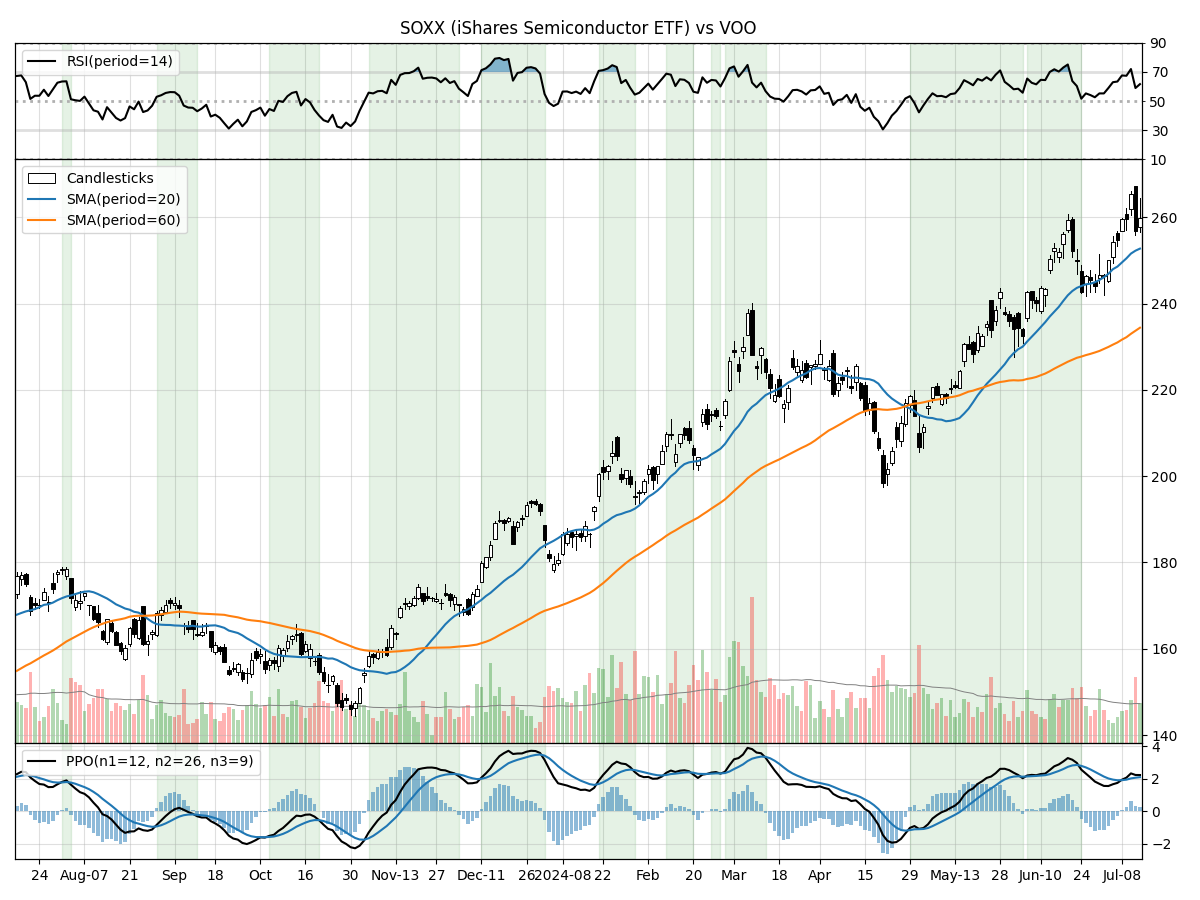 SOXX (iShares Semiconductor ETF) vs VOO
RSI(period=14)
90
70
50
30
10
Candlesticks
SMA(period=20)
SMA(period=60)
260
240
220
200
180
160
140
PPO(n1=12, n2=26, n3=9)
4
2
0
−2
24 Aug-07 21 Sep 18 Oct 16 30 Nov-13 27 Dec-11 26 2024-08 22 Feb 20 Mar 18 Apr 15 29 May-13 28 Jun-10 24 Jul-08